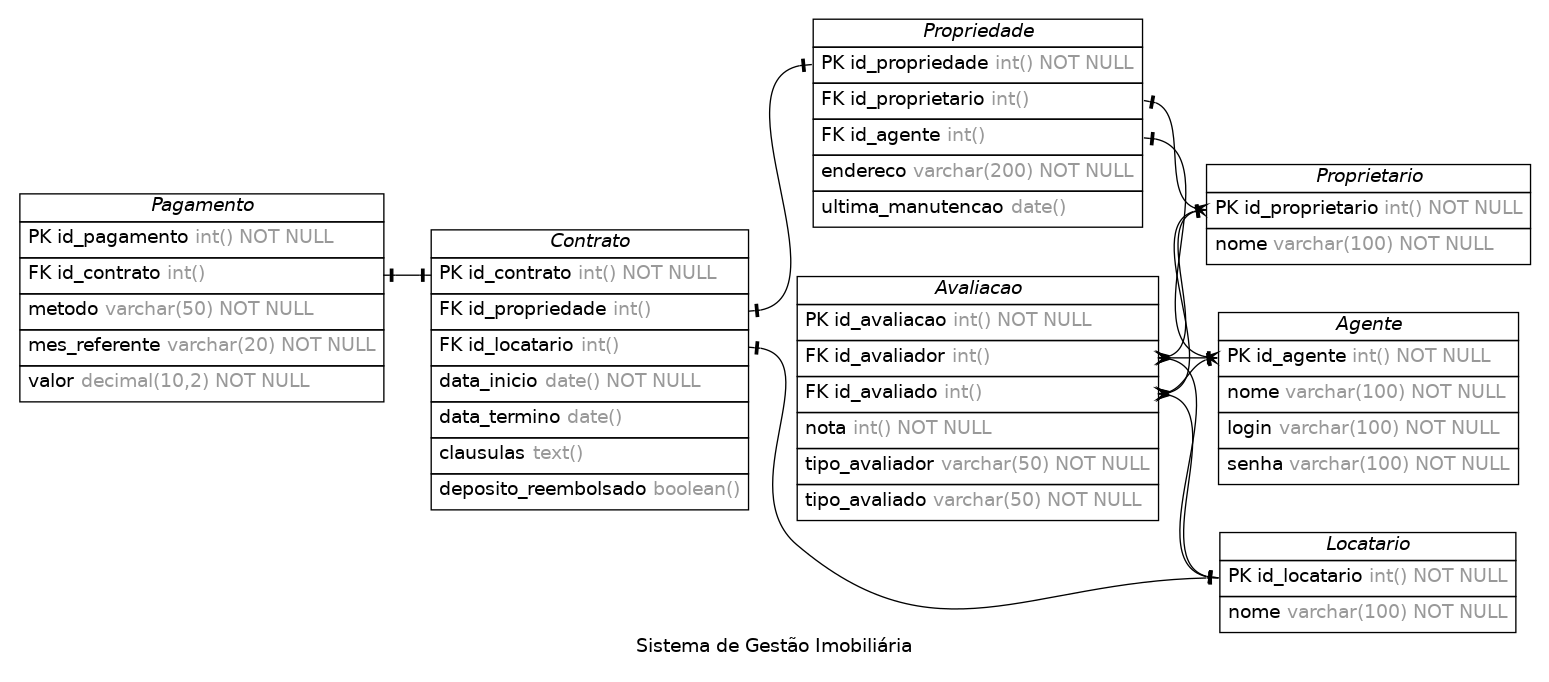 Pagamento
PK id_pagamento int() NOT NULL
FK id_contrato int()
metodo varchar(50) NOT NULL
mes_referente varchar(20) NOT NULL
valor decimal(10,2) NOT NULL
Contrato
PK id_contrato int() NOT NULL
FK id_propriedade int()
FK id_locatario int()
data_inicio date() NOT NULL
data_termino date()
clausulas text()
deposito_reembolsado boolean()
Propriedade
PK id_propriedade int() NOT NULL
FK id_proprietario int()
FK id_agente int()
endereco varchar(200) NOT NULL
ultima_manutencao date()
Avaliacao
PK id_avaliacao int() NOT NULL
FK id_avaliador int()
FK id_avaliado int()
nota int() NOT NULL
tipo_avaliador varchar(50) NOT NULL
tipo_avaliado varchar(50) NOT NULL
Proprietario
PK id_proprietario int() NOT NULL
nome varchar(100) NOT NULL
Agente
PK id_agente int() NOT NULL
nome varchar(100) NOT NULL
login varchar(100) NOT NULL
senha varchar(100) NOT NULL
Locatario
PK id_locatario int() NOT NULL
nome varchar(100) NOT NULL
Sistema de Gestão Imobiliária